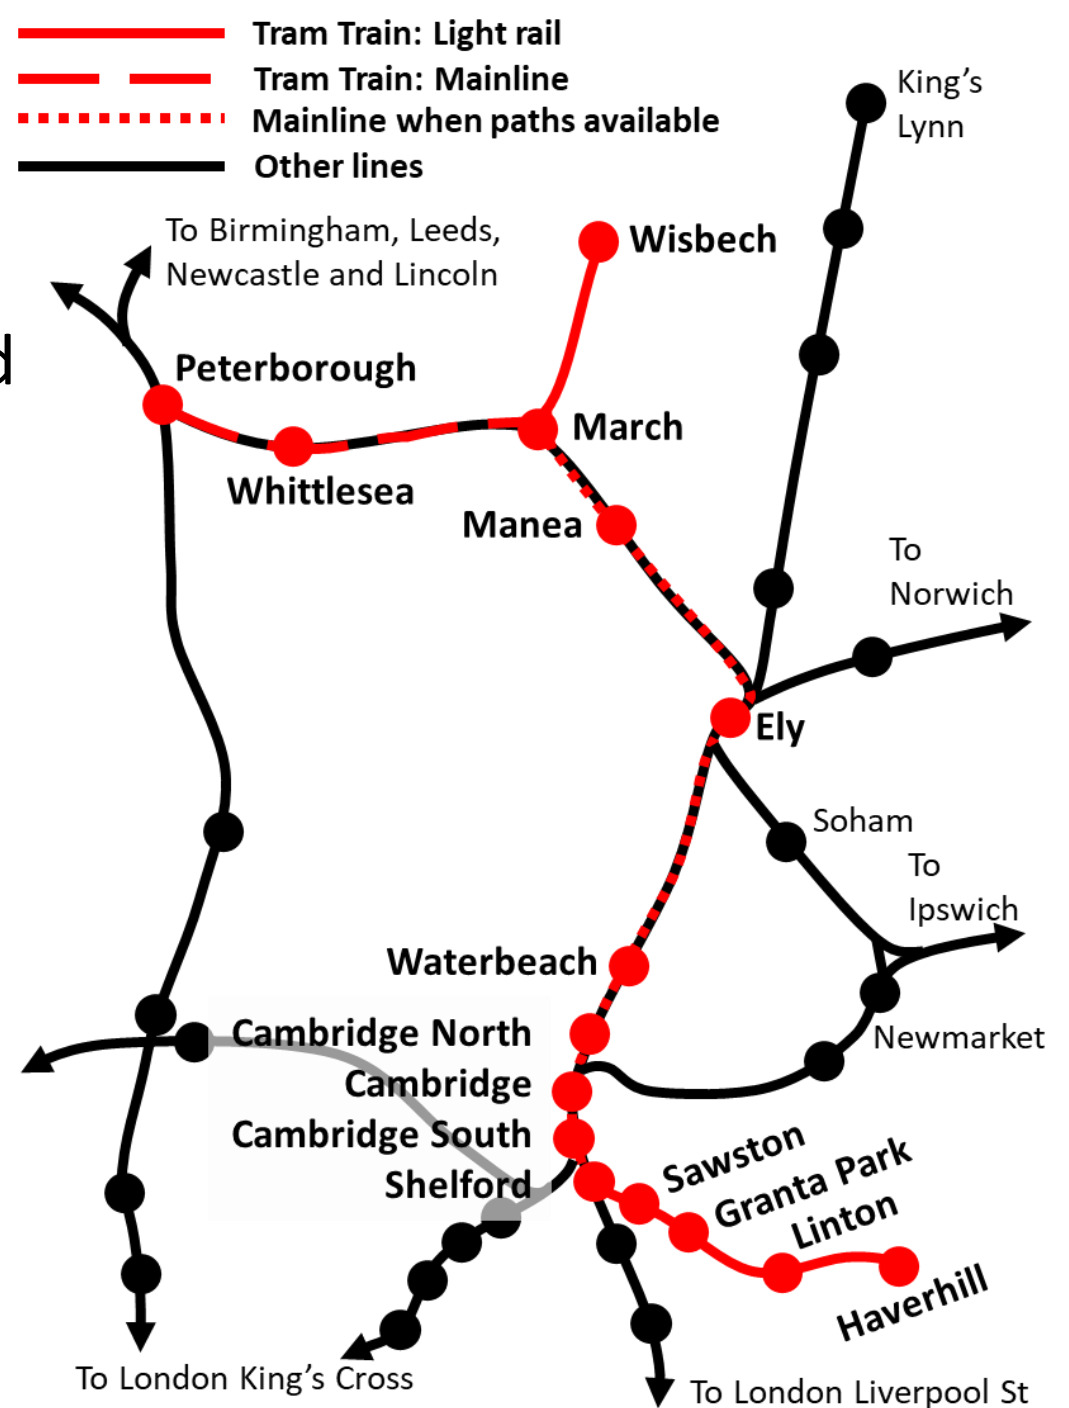 Tram Train: Light rail
Tram Train: Mainline
Mainline when paths available
Other lines
King's
Lynn
To Birmingham, Leeds,
Newcastle and Lincoln
Wisbech
d
Peterborough
March
Whittlesea
Manea
To
Norwich
Ely
Soham
To
Ipswich
Waterbeach
Cambridge North
Newmarket
Cambridge
Cambridge South
Shelford
Sawston
Granta Park
Linton
Haverhill
To London King's Cross
To London Liverpool St